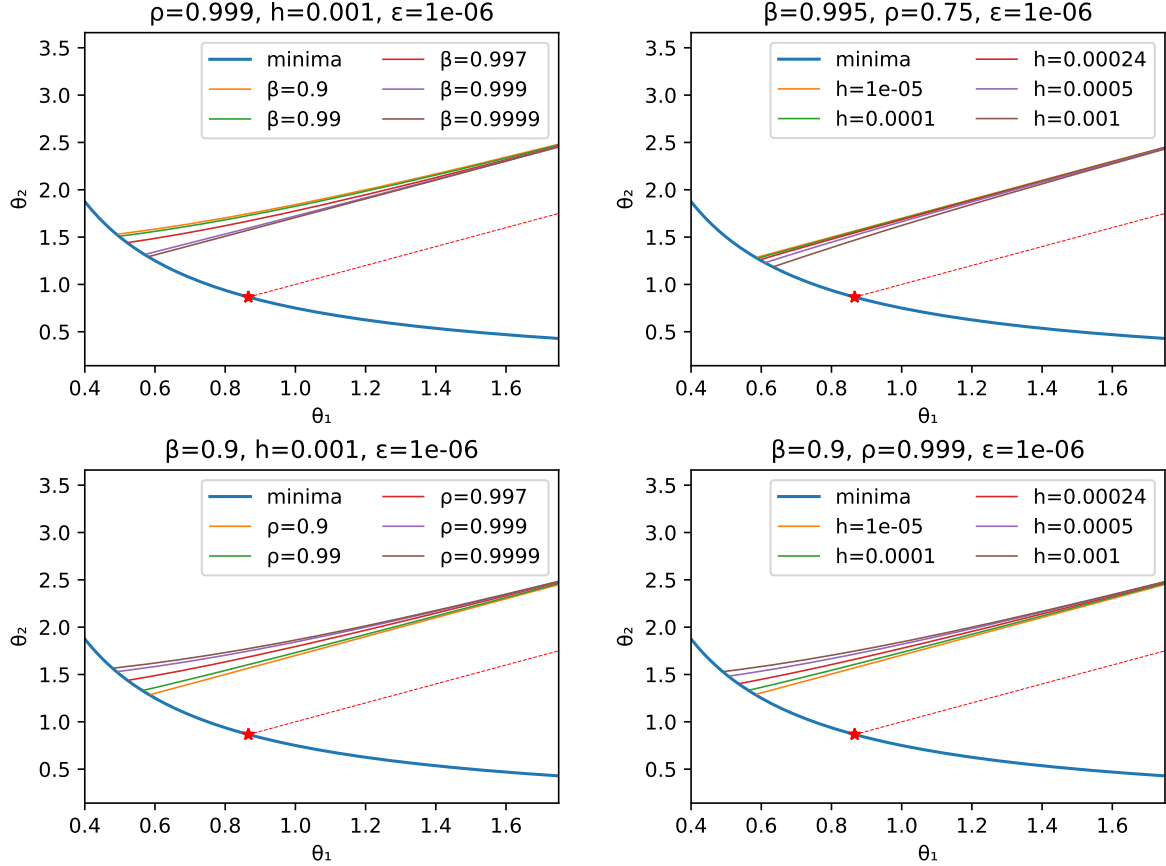 ρ=0.999, h=0.001, ε=1e-06
minima
β=0.9
β=0.99
β=0.997
β=0.999
β=0.9999
3.5
3.0
2.5
2.0
1.5
1.0
0.5
θ₂
0.4 0.6 0.8 1.0 1.2 1.4 1.6
θ₁
β=0.995, ρ=0.75, ε=1e-06
minima
h=1e-05
h=0.0001
h=0.00024
h=0.0005
h=0.001
3.5
3.0
2.5
2.0
1.5
1.0
0.5
θ₂
0.4 0.6 0.8 1.0 1.2 1.4 1.6
θ₁
β=0.9, h=0.001, ε=1e-06
minima
ρ=0.9
ρ=0.99
ρ=0.997
ρ=0.999
ρ=0.9999
3.5
3.0
2.5
2.0
1.5
1.0
0.5
θ₂
0.4 0.6 0.8 1.0 1.2 1.4 1.6
θ₁
β=0.9, ρ=0.999, ε=1e-06
minima
h=1e-05
h=0.0001
h=0.00024
h=0.0005
h=0.001
3.5
3.0
2.5
2.0
1.5
1.0
0.5
θ₂
0.4 0.6 0.8 1.0 1.2 1.4 1.6
θ₁